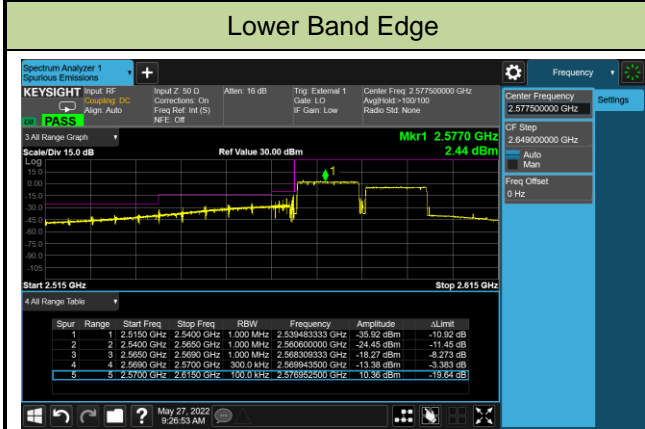 Lower Band Edge
Spectrum Analyzer 1
Spurious Emissions
Frequency
KEYSIGHT
Input: RF
Coupling: DC
Align: Auto
Input Z: 50 Ω
Corrections: On
Freq Ref: Int (S)
NFE: Off
Atten: 16 dB
Trig: External 1
Gate: LO
IF Gain: Low
Center Freq: 2.577500000 GHz
Avg|Hold:>100/100
Radio Std: None
PASS
Center Frequency
2.577500000 GHz
Settings
CF Step
2.649000000 GHz
Auto
Man
Freq Offset
0 Hz
3 All Range Graph
Mkr1 2.5770 GHz
Scale/Div 15.0 dB
Ref Value 30.00 dBm
2.44 dBm
Log
15.0
0.00
-15.0
-30.0
-45.0
-60.0
-75.0
-90.0
-105
1
Start 2.515 GHz
Stop 2.615 GHz
4 All Range Table
Spur Range Start Freq Stop Freq RBW Frequency Amplitude ΔLimit
1 1 2.5150 GHz 2.5400 GHz 1.000 MHz 2.539483333 GHz -35.92 dBm -10.92 dB
2 2 2.5400 GHz 2.5650 GHz 1.000 MHz 2.560600000 GHz -24.45 dBm -11.45 dB
3 3 2.5650 GHz 2.5690 GHz 1.000 MHz 2.568309333 GHz -18.27 dBm -8.273 dB
4 4 2.5690 GHz 2.5700 GHz 300.0 kHz 2.569943500 GHz -13.38 dBm -3.383 dB
5 5 2.5700 GHz 2.6150 GHz 100.0 kHz 2.576952500 GHz 10.36 dBm -19.64 dB
May 27, 2022
9:26:53 AM